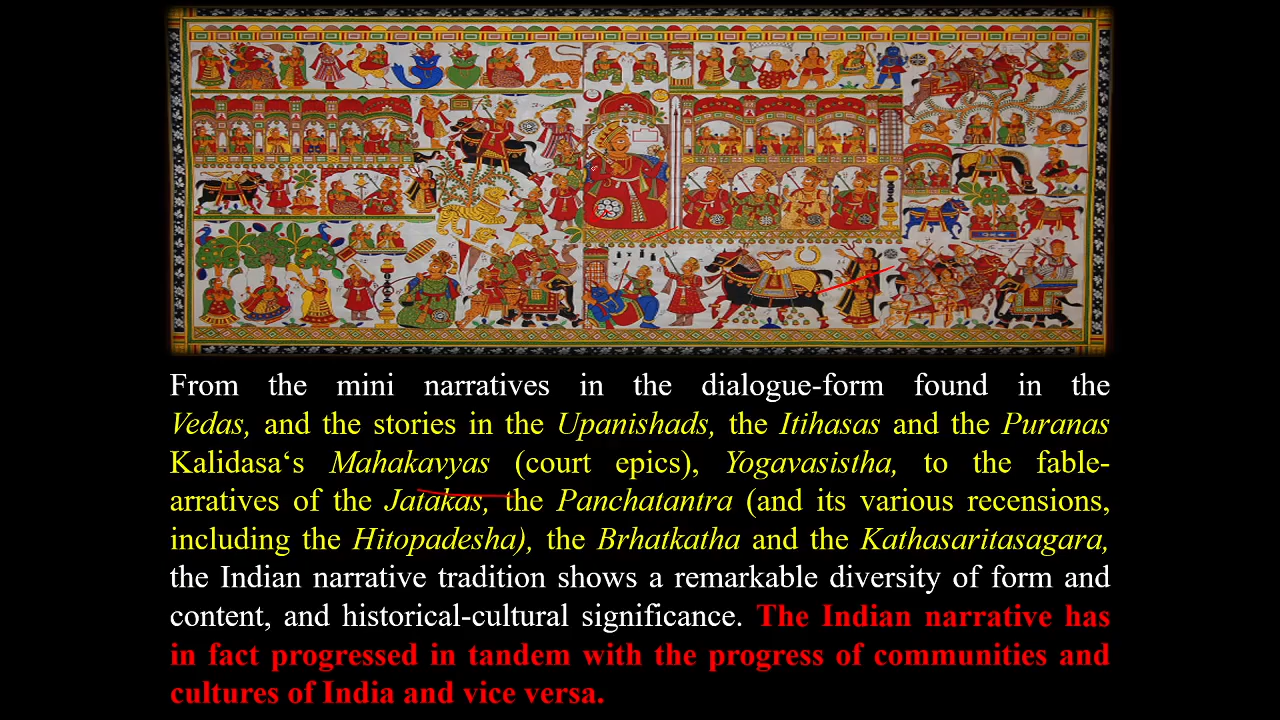 From the mini narratives in the dialogue-form found in the
Vedas, and the stories in the Upanishads, the Itihasas and the Puranas
Kalidasa‘s Mahakavyas (court epics), Yogavasistha, to the fable-
arratives of the Jatakas, the Panchatantra (and its various recensions,
including the Hitopadesha), the Brhatkatha and the Kathasaritasagara,
the Indian narrative tradition shows a remarkable diversity of form and
content, and historical-cultural significance. The Indian narrative has
in fact progressed in tandem with the progress of communities and
cultures of India and vice versa.